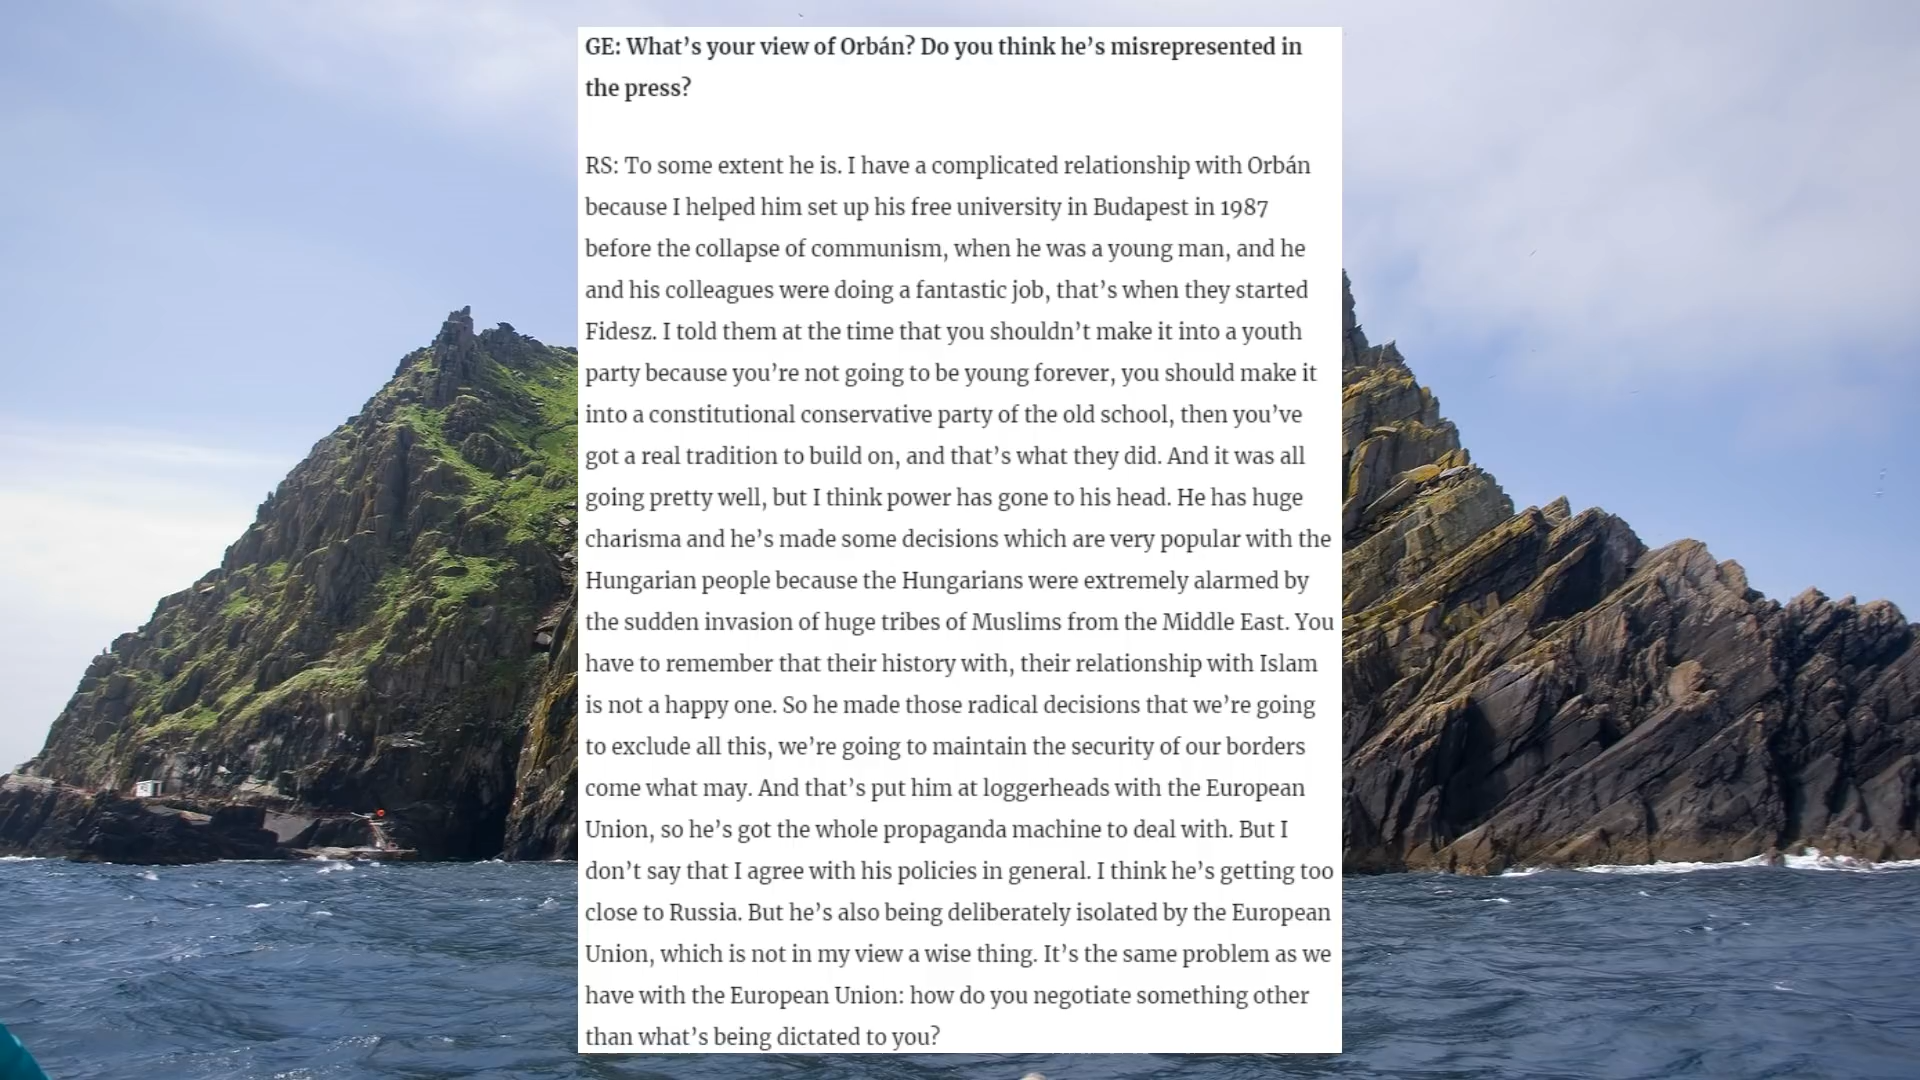 GE: What’s your view of Orbán? Do you think he’s misrepresented in
the press?
RS: To some extent he is. I have a complicated relationship with Orbán
because I helped him set up his free university in Budapest in 1987
before the collapse of communism, when he was a young man, and he
and his colleagues were doing a fantastic job, that’s when they started
Fidesz. I told them at the time that you shouldn’t make it into a youth
party because you’re not going to be young forever, you should make it
into a constitutional conservative party of the old school, then you’ve
got a real tradition to build on, and that’s what they did. And it was all
going pretty well, but I think power has gone to his head. He has huge
charisma and he’s made some decisions which are very popular with the
Hungarian people because the Hungarians were extremely alarmed by
the sudden invasion of huge tribes of Muslims from the Middle East. You
have to remember that their history with, their relationship with Islam
is not a happy one. So he made those radical decisions that we’re going
to exclude all this, we’re going to maintain the security of our borders
come what may. And that’s put him at loggerheads with the European
Union, so he’s got the whole propaganda machine to deal with. But I
don’t say that I agree with his policies in general. I think he’s getting too
close to Russia. But he’s also being deliberately isolated by the European
Union, which is not in my view a wise thing. It’s the same problem as we
have with the European Union: how do you negotiate something other
than what’s being dictated to you?